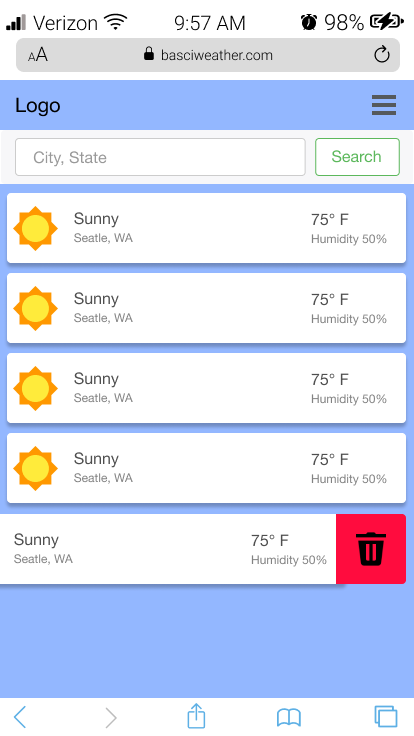 Verizon 9:57 AM 98%
AA basciweather.com
Logo
City, State Search
Sunny 75° F
Seatle, WA Humidity 50%
Sunny 75° F
Seatle, WA Humidity 50%
Sunny 75° F
Seatle, WA Humidity 50%
Sunny 75° F
Seatle, WA Humidity 50%
Sunny 75° F
Seatle, WA Humidity 50%